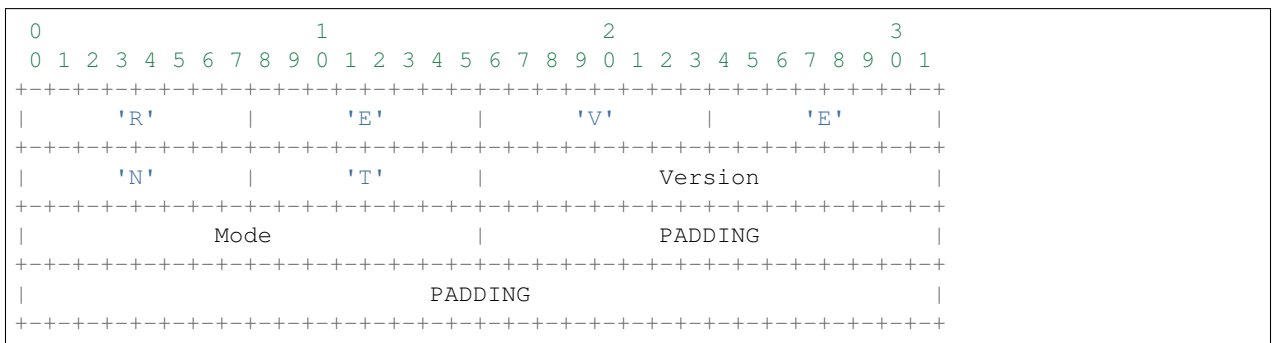 0                   1                   2                   3
 0 1 2 3 4 5 6 7 8 9 0 1 2 3 4 5 6 7 8 9 0 1 2 3 4 5 6 7 8 9 0 1
+-+-+-+-+-+-+-+-+-+-+-+-+-+-+-+-+-+-+-+-+-+-+-+-+-+-+-+-+-+-+-+-+
|      'R'      |      'E'      |      'V'      |      'E'      |
+-+-+-+-+-+-+-+-+-+-+-+-+-+-+-+-+-+-+-+-+-+-+-+-+-+-+-+-+-+-+-+-+
|      'N'      |      'T'      |            Version            |
+-+-+-+-+-+-+-+-+-+-+-+-+-+-+-+-+-+-+-+-+-+-+-+-+-+-+-+-+-+-+-+-+
|             Mode              |            PADDING            |
+-+-+-+-+-+-+-+-+-+-+-+-+-+-+-+-+-+-+-+-+-+-+-+-+-+-+-+-+-+-+-+-+
|                            PADDING                            |
+-+-+-+-+-+-+-+-+-+-+-+-+-+-+-+-+-+-+-+-+-+-+-+-+-+-+-+-+-+-+-+-+